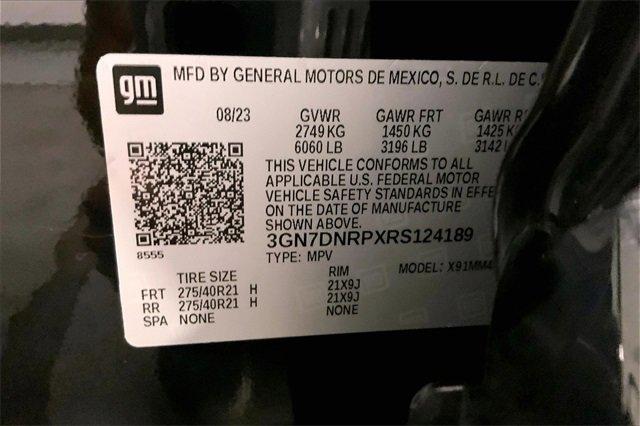 gm
MFD BY GENERAL MOTORS DE MEXICO, S. DE R.L. DE C.
08/23 GVWR GAWR FRT GAWR
2749 KG 1450 KG 1425
6060 LB 3196 LB 3142
THIS VEHICLE CONFORMS TO ALL
APPLICABLE U.S. FEDERAL MOTOR
VEHICLE SAFETY STANDARDS IN EFFE
ON THE DATE OF MANUFACTURE
SHOWN ABOVE.
3GN7DNRPXRS124189
8555
TYPE: MPV MODEL: X91MM4
TIRE SIZE RIM
FRT 275/40R21 H 21X9J
RR 275/40R21 H 21X9J
SPA NONE NONE